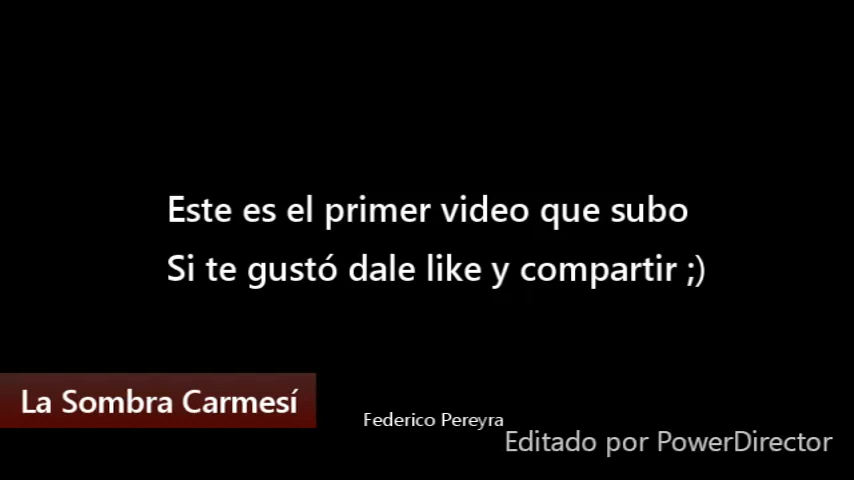 Este es el primer video que subo
Si te gustó dale like y compartir ;)
La Sombra Carmesí
Federico Pereyra
Editado por PowerDirector